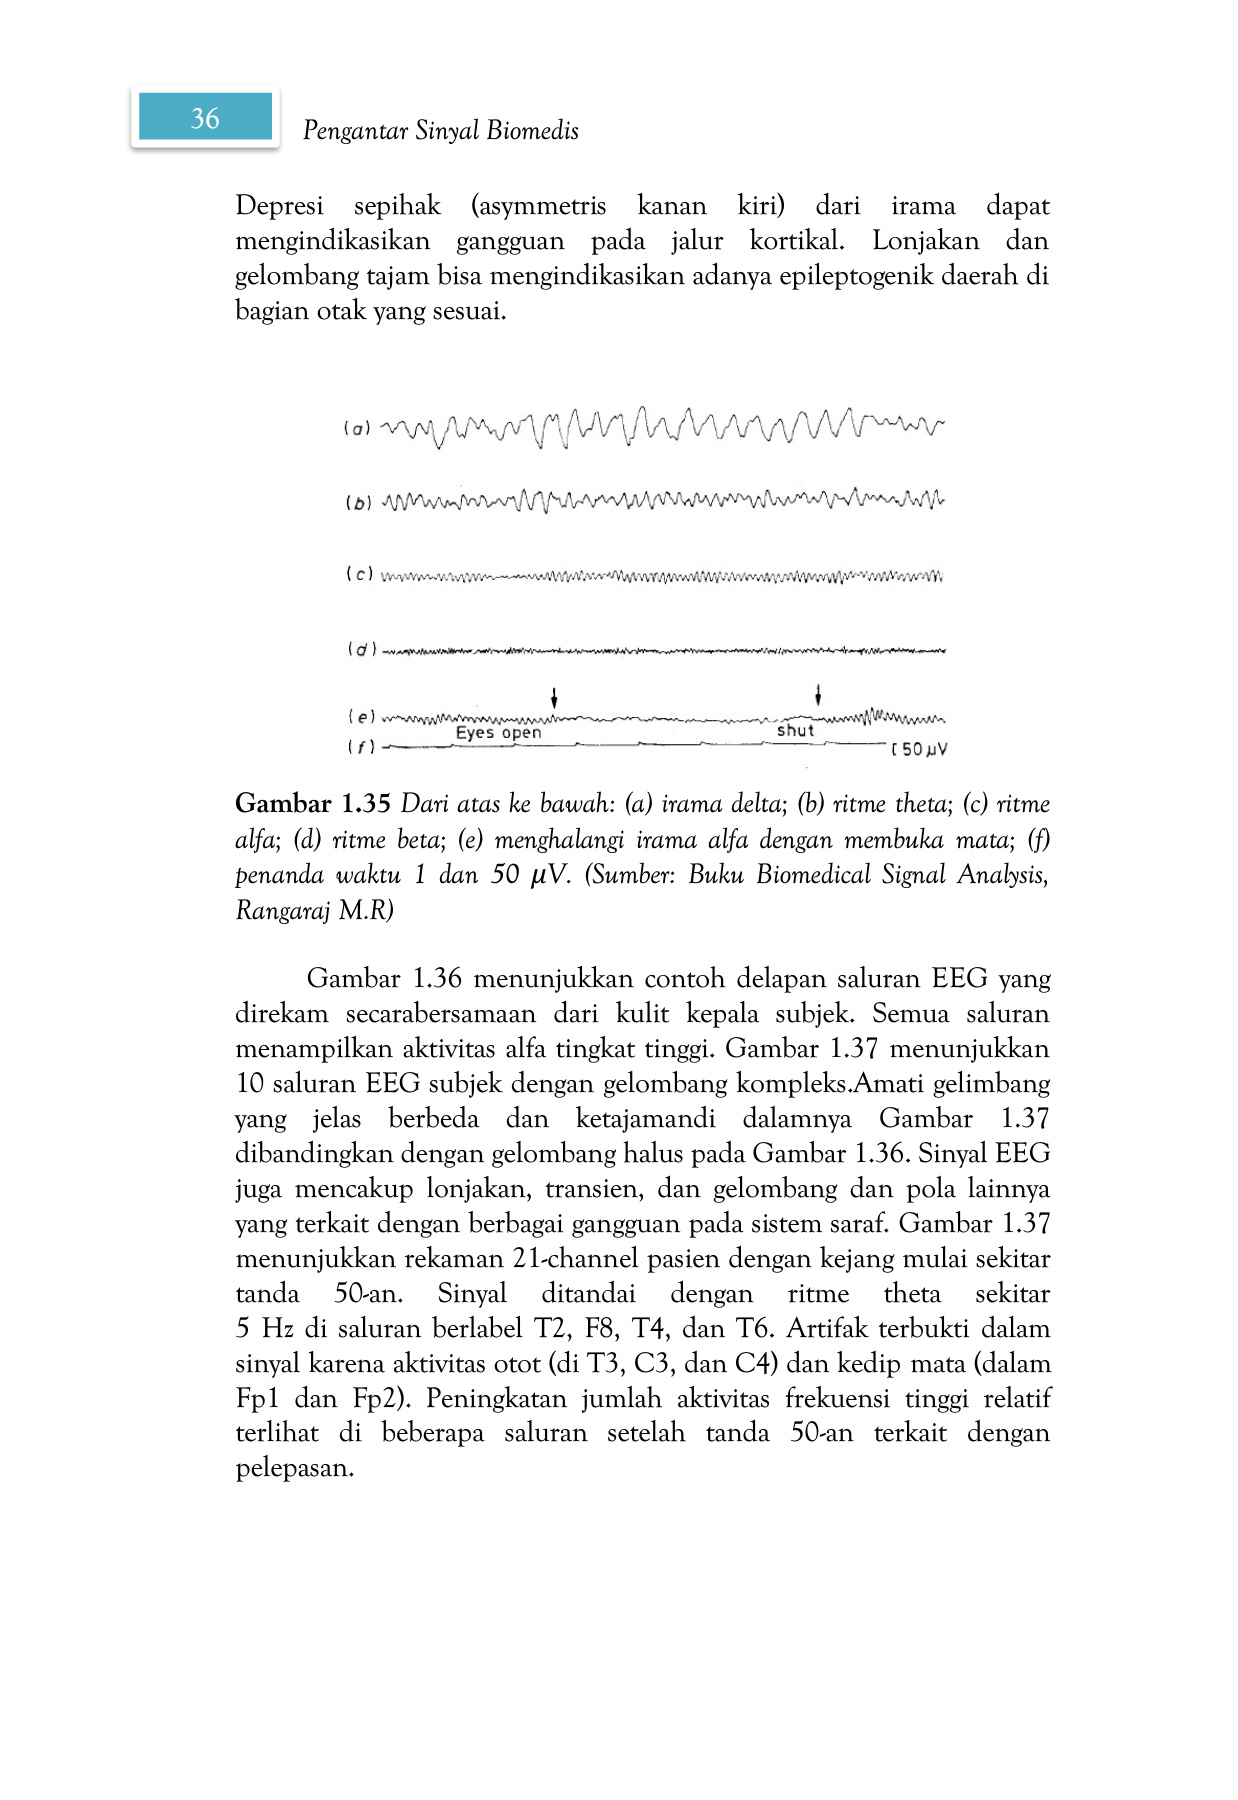 36
Pengantar Sinyal Biomedis
Depresi sepihak (asymmetris kanan kiri) dari irama dapat
mengindikasikan gangguan pada jalur kortikal. Lonjakan dan
gelombang tajam bisa mengindikasikan adanya epileptogenik daerah di
bagian otak yang sesuai.
(a)
(b)
(c)
(d)
(e)
Eyes open shut
(f) 50 µV
Gambar 1.35 Dari atas ke bawah: (a) irama delta; (b) ritme theta; (c) ritme
alfa; (d) ritme beta; (e) menghalangi irama alfa dengan membuka mata; (f)
penanda waktu 1 dan 50 µV. (Sumber: Buku Biomedical Signal Analysis,
Rangaraj M.R)
Gambar 1.36 menunjukkan contoh delapan saluran EEG yang
direkam secarabersamaan dari kulit kepala subjek. Semua saluran
menampilkan aktivitas alfa tingkat tinggi. Gambar 1.37 menunjukkan
10 saluran EEG subjek dengan gelombang kompleks.Amati gelimbang
yang jelas berbeda dan ketajamandi dalamnya Gambar 1.37
dibandingkan dengan gelombang halus pada Gambar 1.36. Sinyal EEG
juga mencakup lonjakan, transien, dan gelombang dan pola lainnya
yang terkait dengan berbagai gangguan pada sistem saraf. Gambar 1.37
menunjukkan rekaman 21-channel pasien dengan kejang mulai sekitar
tanda 50-an. Sinyal ditandai dengan ritme theta sekitar
5 Hz di saluran berlabel T2, F8, T4, dan T6. Artifak terbukti dalam
sinyal karena aktivitas otot (di T3, C3, dan C4) dan kedip mata (dalam
Fp1 dan Fp2). Peningkatan jumlah aktivitas frekuensi tinggi relatif
terlihat di beberapa saluran setelah tanda 50-an terkait dengan
pelepasan.